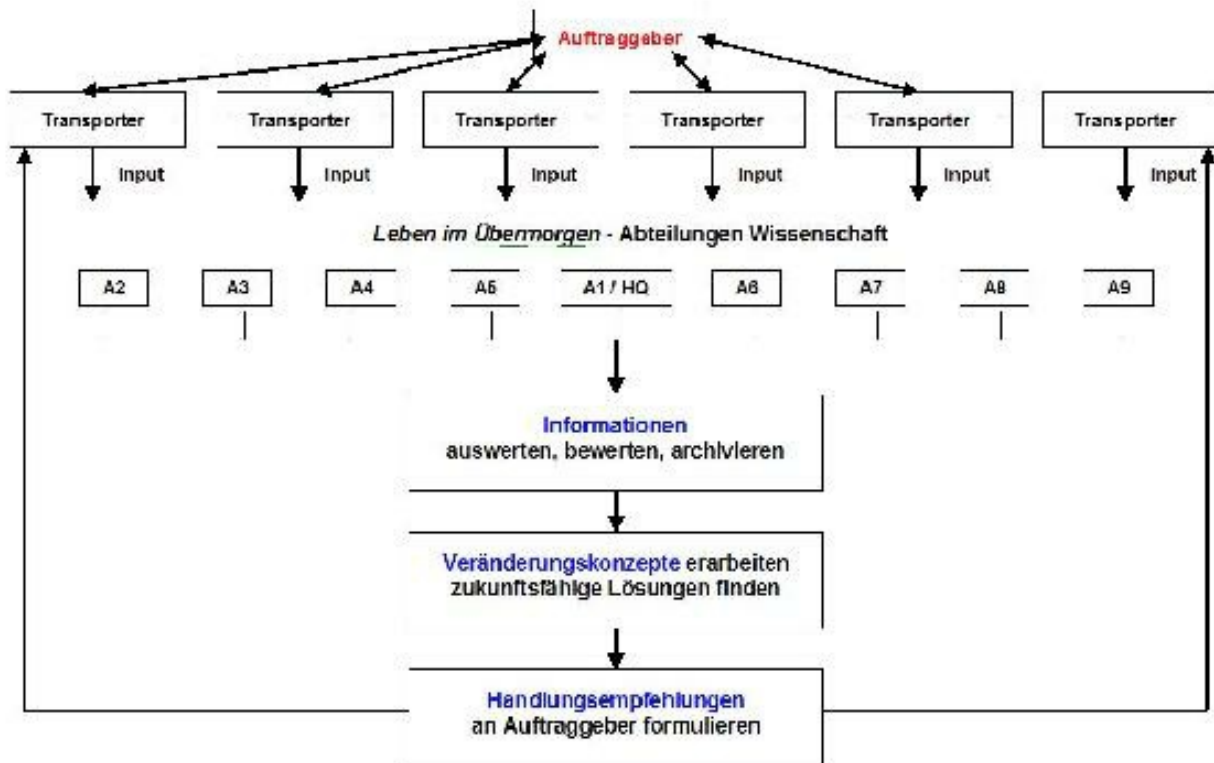 Auftraggeber
Transporter Transporter Transporter Transporter Transporter Transporter
Input Input Input Input Input Input
Leben im Übermorgen - Abteilungen Wissenschaft
A2 A3 A4 A5 A1 / HQ A6 A7 A8 A9
Informationen
auswerten, bewerten, archivieren
Veränderungskonzepte erarbeiten
zukunftsfähige Lösungen finden
Handlungsempfehlungen
an Auftraggeber formulieren